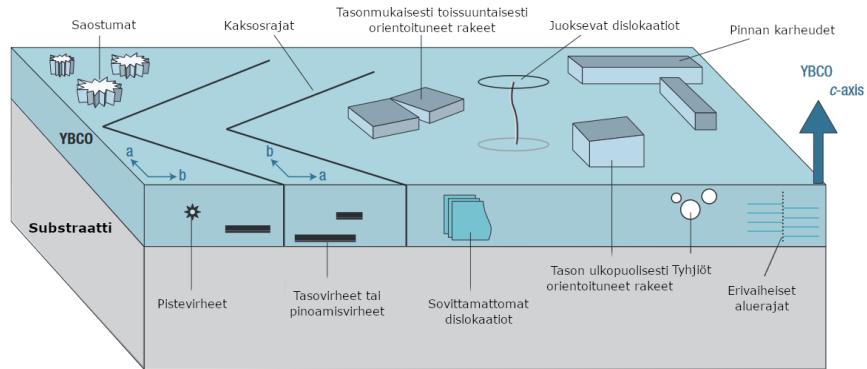 Saostumat
Kaksosrajat
Tasonmukaisesti toissuuntaisesti
orientoituneet rakeet
Juoksevat dislokaatiot
Pinnan karheudet
YBCO
c-axis
YBCO
a
b
b
a
Substraatti
Pistevirheet
Tasovirheet tai
pinoamisvirheet
Sovittamattomat
dislokaatiot
Tason ulkopuolisesti
orientoituneet rakeet
Tyhjiöt
Erivaiheiset
aluerajat